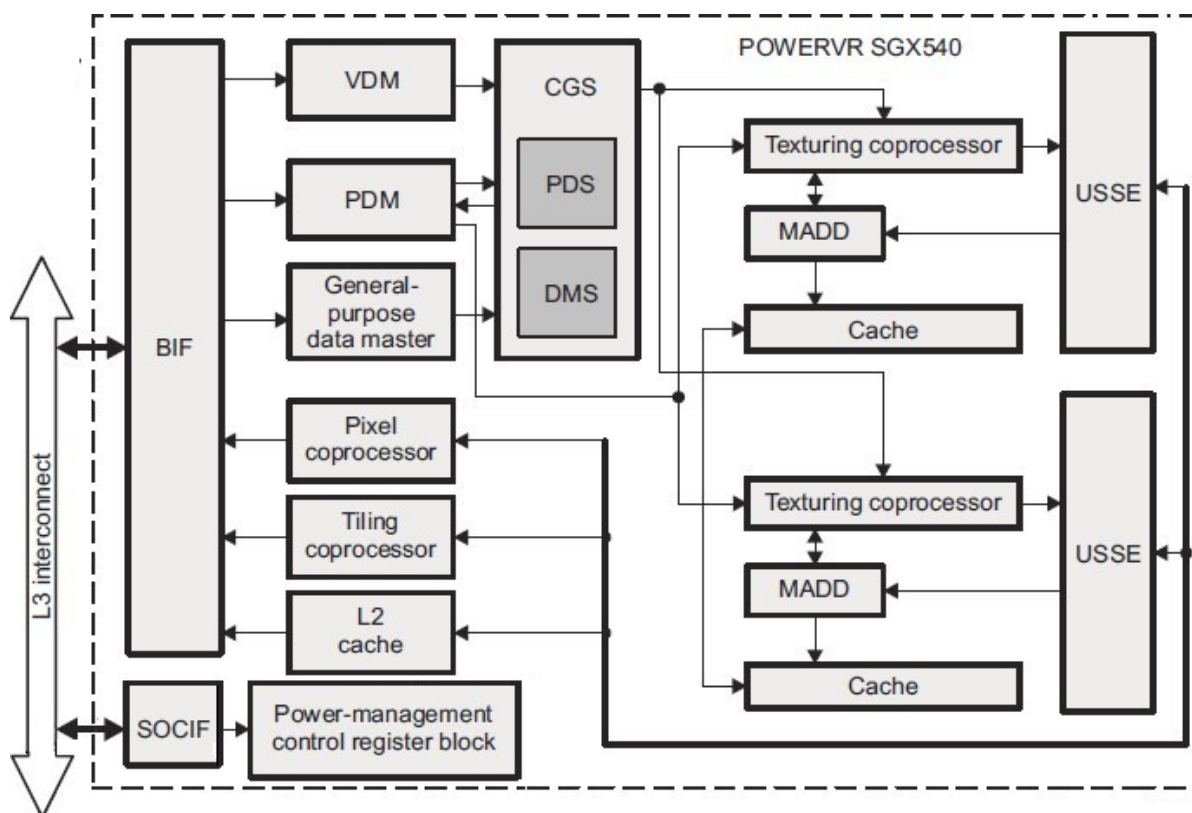 POWERVR SGX540
VDM
CGS
Texturing coprocessor
PDS
PDM
USSE
MADD
DMS
General-
purpose
data master
Cache
BIF
Pixel
coprocessor
Texturing coprocessor
Tiling
coprocessor
USSE
MADD
L3 interconnect
L2
cache
Cache
SOCIF
Power-management
control register block